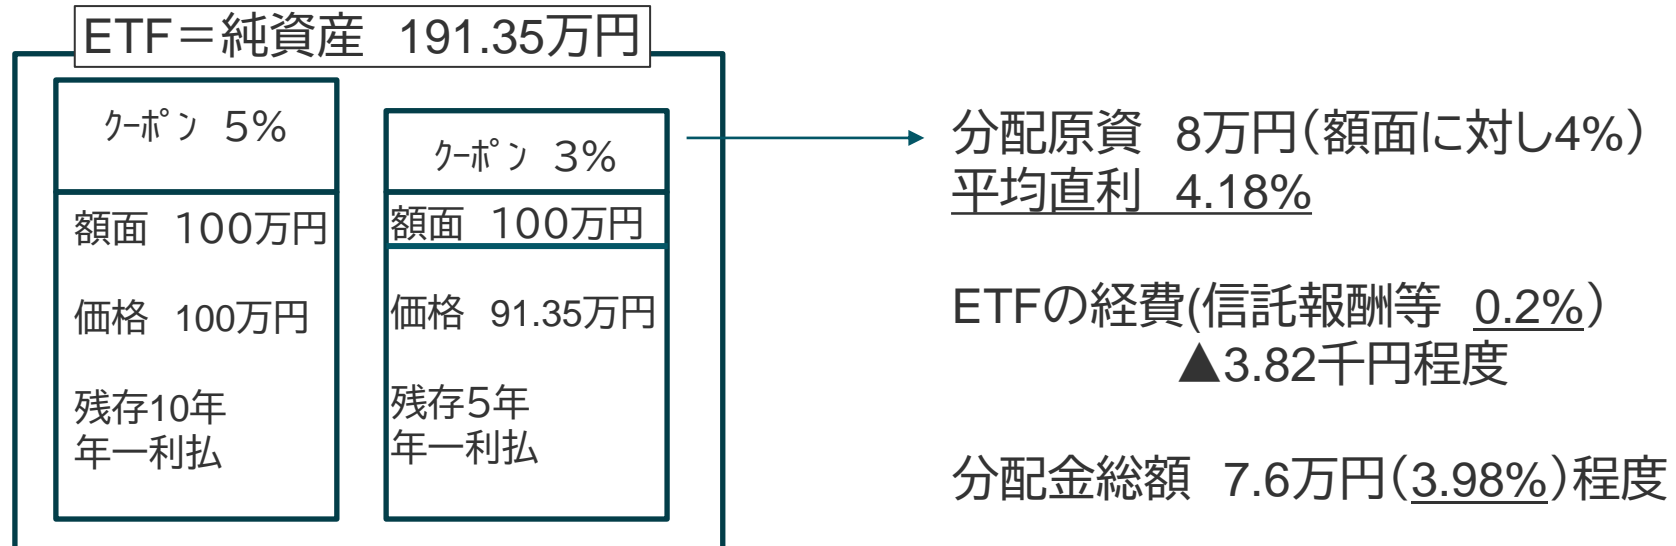 ETF＝純資産　191.35万円
ｸｰﾎﾟﾝ　５%
額面　１００万円
価格　100万円
残存10年
年一利払
ｸｰﾎﾟﾝ　３%
額面　１００万円
価格　91.35万円
残存５年
年一利払
分配原資　8万円（額面に対し4%）
平均直利　4.18%
ETFの経費(信託報酬等　0.2%）
▲3.82千円程度
分配金総額　7.6万円（3.98%）程度